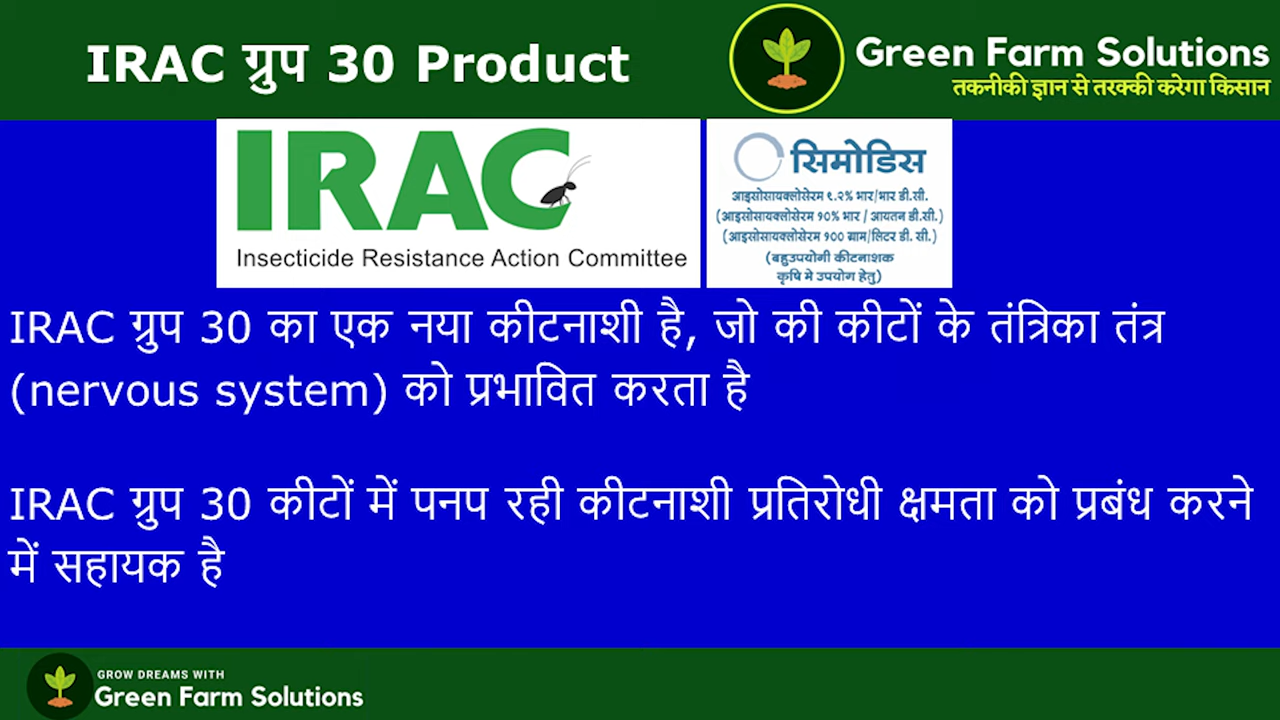 IRAC ग्रुप 30 Product
Green Farm Solutions
तकनीकी ज्ञान से तरक्की करेगा किसान
IRAC
Insecticide Resistance Action Committee
सिमोडिस
आइसोसायक्लोसेरम ९.२% भार/भार डी.सी.
(आइसोसायक्लोसेरम १०% भार / आयतन डी.सी.)
(आइसोसायक्लोसेरम १०० ग्राम/लिटर डी. सी.)
(बहुउपयोगी कीटनाशक
कृषि मे उपयोग हेतु)
IRAC ग्रुप 30 का एक नया कीटनाशी है, जो की कीटों के तंत्रिका तंत्र
(nervous system) को प्रभावित करता है
IRAC ग्रुप 30 कीटों में पनप रही कीटनाशी प्रतिरोधी क्षमता को प्रबंध करने
में सहायक है
GROW DREAMS WITH
Green Farm Solutions